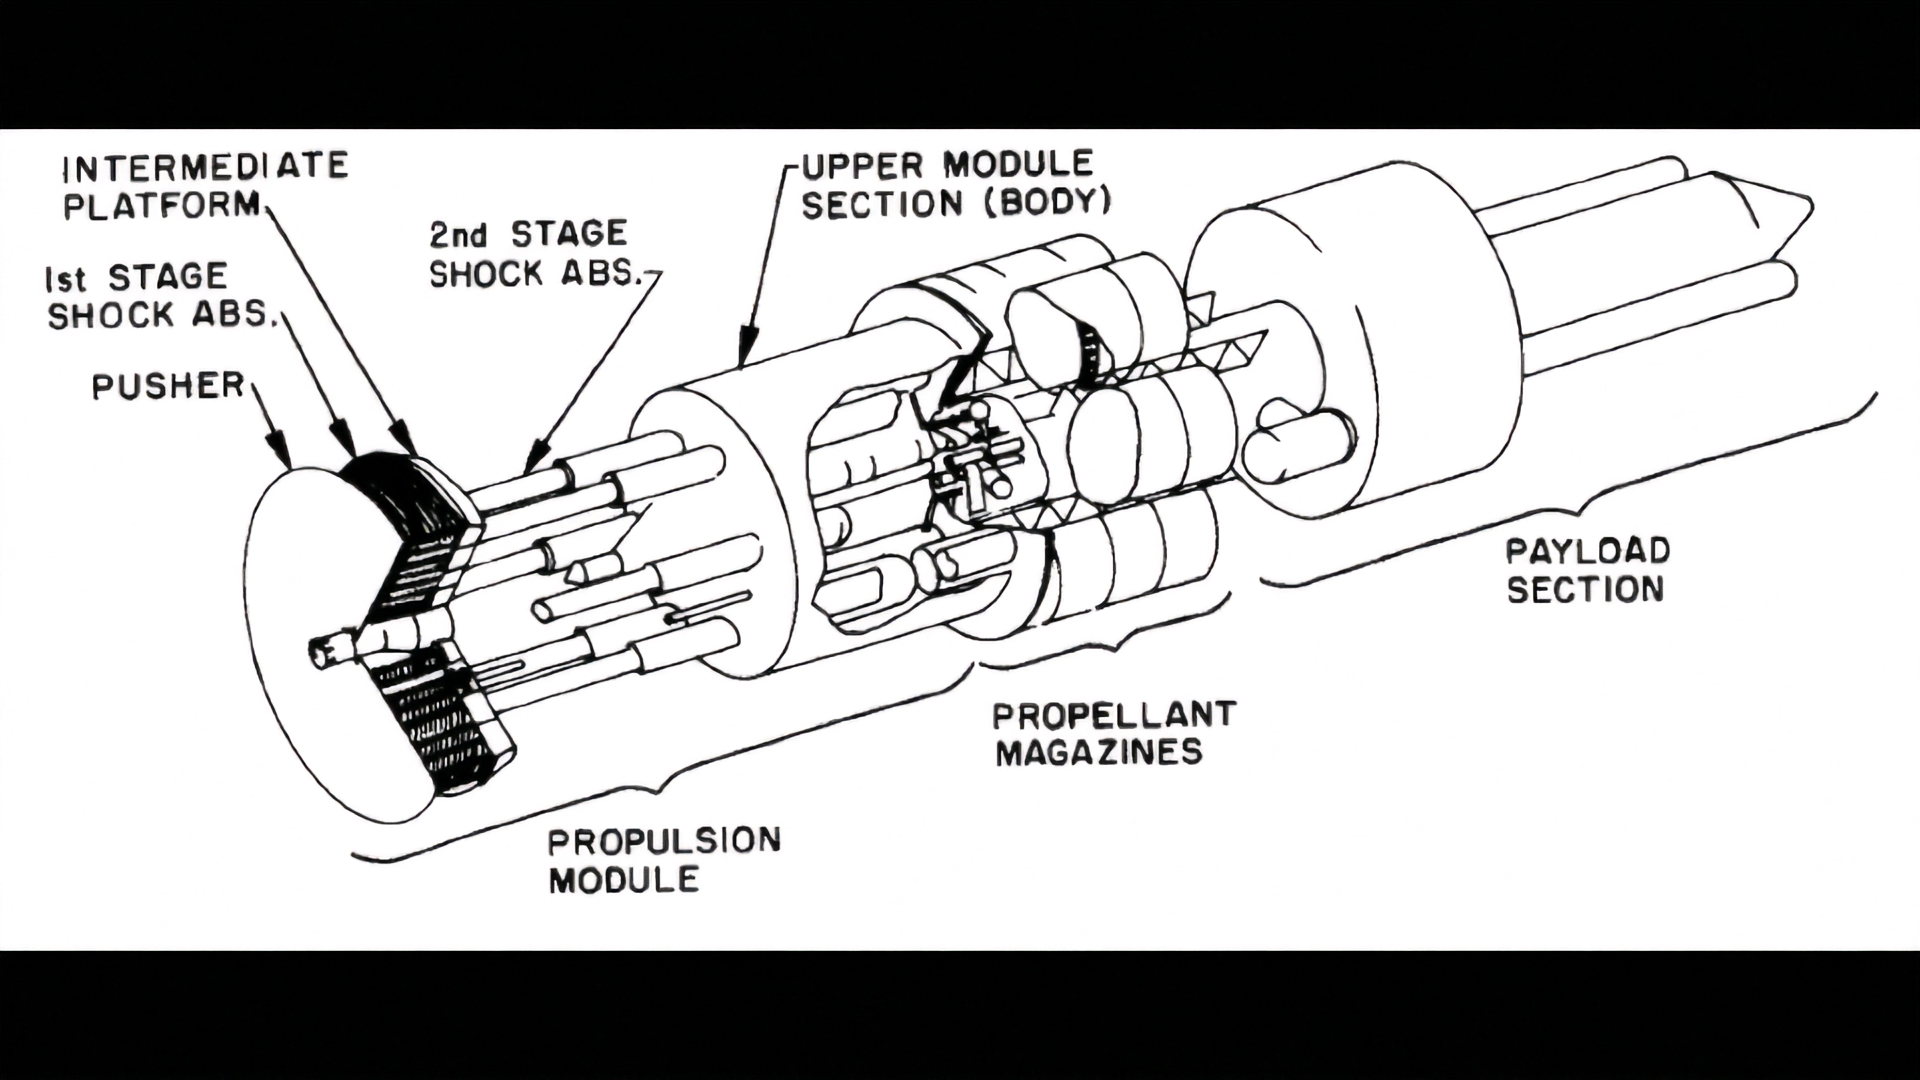 INTERMEDIATE
PLATFORM
1st STAGE
SHOCK ABS.
PUSHER
2nd STAGE
SHOCK ABS.
UPPER MODULE
SECTION (BODY)
PAYLOAD
SECTION
PROPELLANT
MAGAZINES
PROPULSION
MODULE